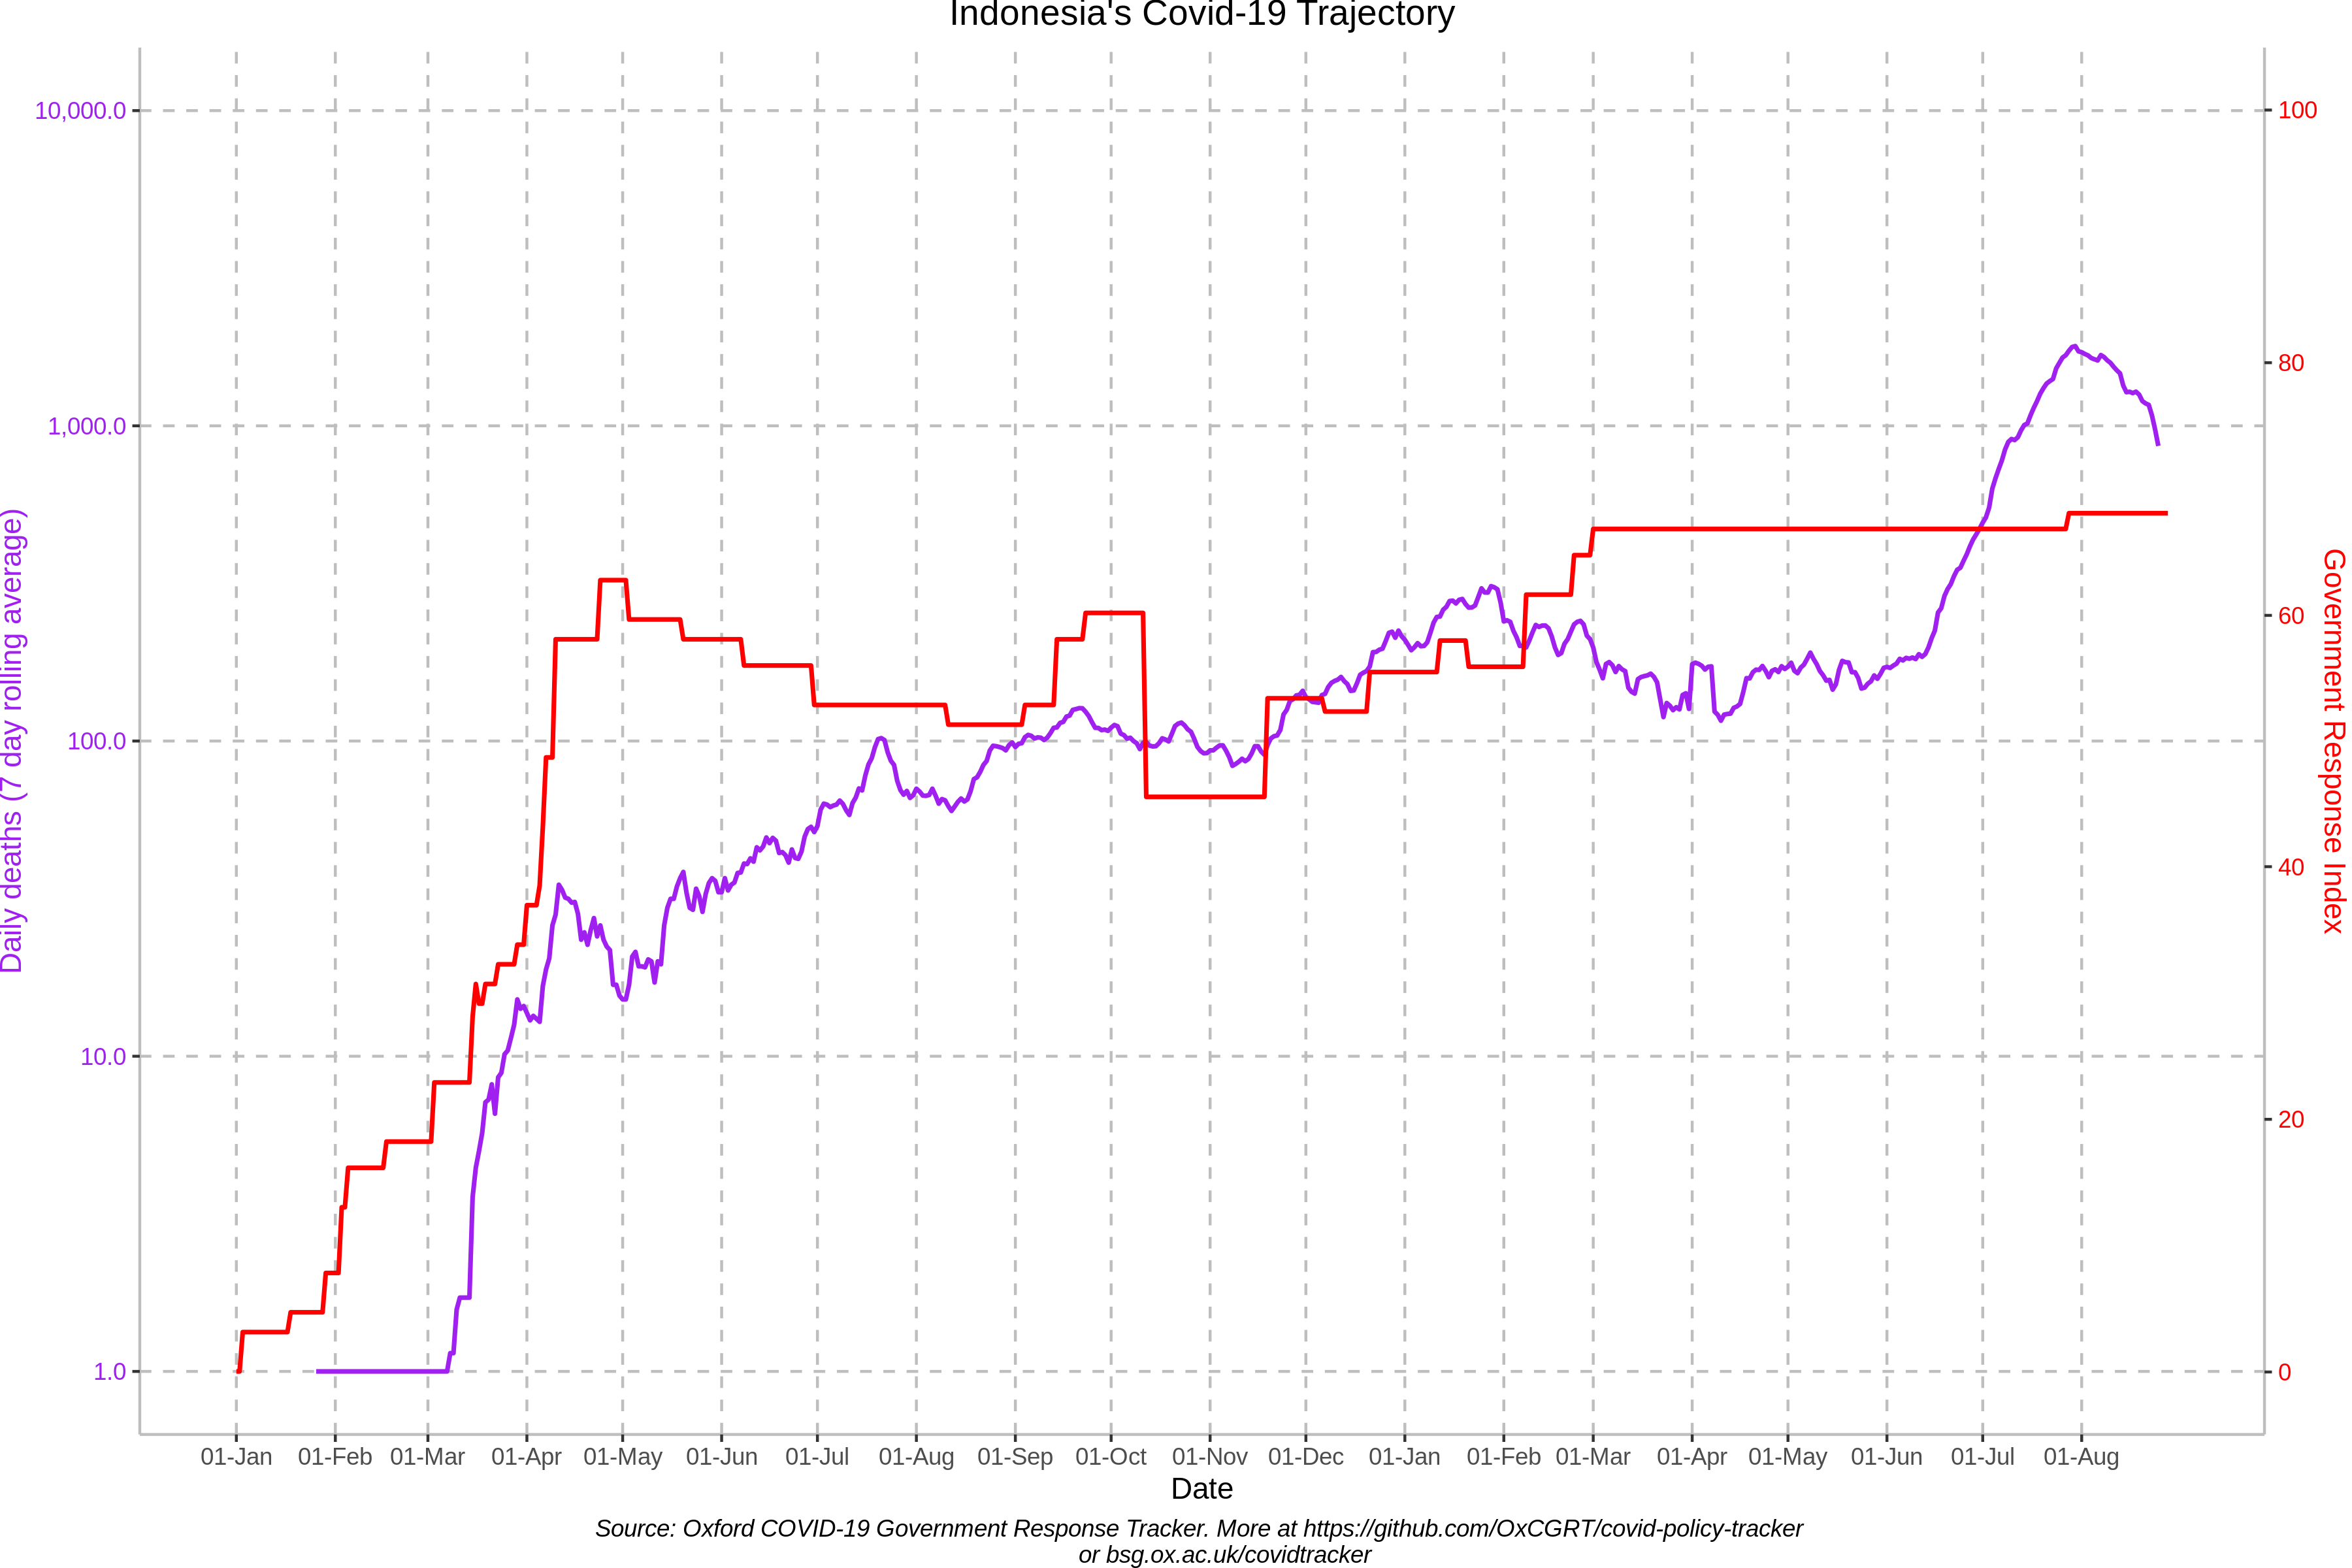 Indonesia's Covid-19 Trajectory
10,000.0
1,000.0
100.0
10.0
1.0
Daily deaths (7 day rolling average)
100
80
60
40
20
0
Government Response Index
01-Jan 01-Feb 01-Mar 01-Apr 01-May 01-Jun 01-Jul 01-Aug 01-Sep 01-Oct 01-Nov 01-Dec 01-Jan 01-Feb 01-Mar 01-Apr 01-May 01-Jun 01-Jul 01-Aug
Date
Source: Oxford COVID-19 Government Response Tracker. More at https://github.com/OxCGRT/covid-policy-tracker
or bsg.ox.ac.uk/covidtracker